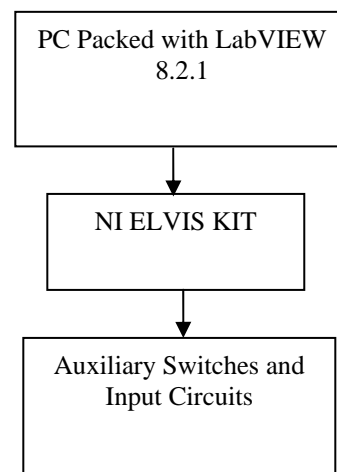 PC Packed with LabVIEW
8.2.1
NI ELVIS KIT
Auxiliary Switches and
Input Circuits